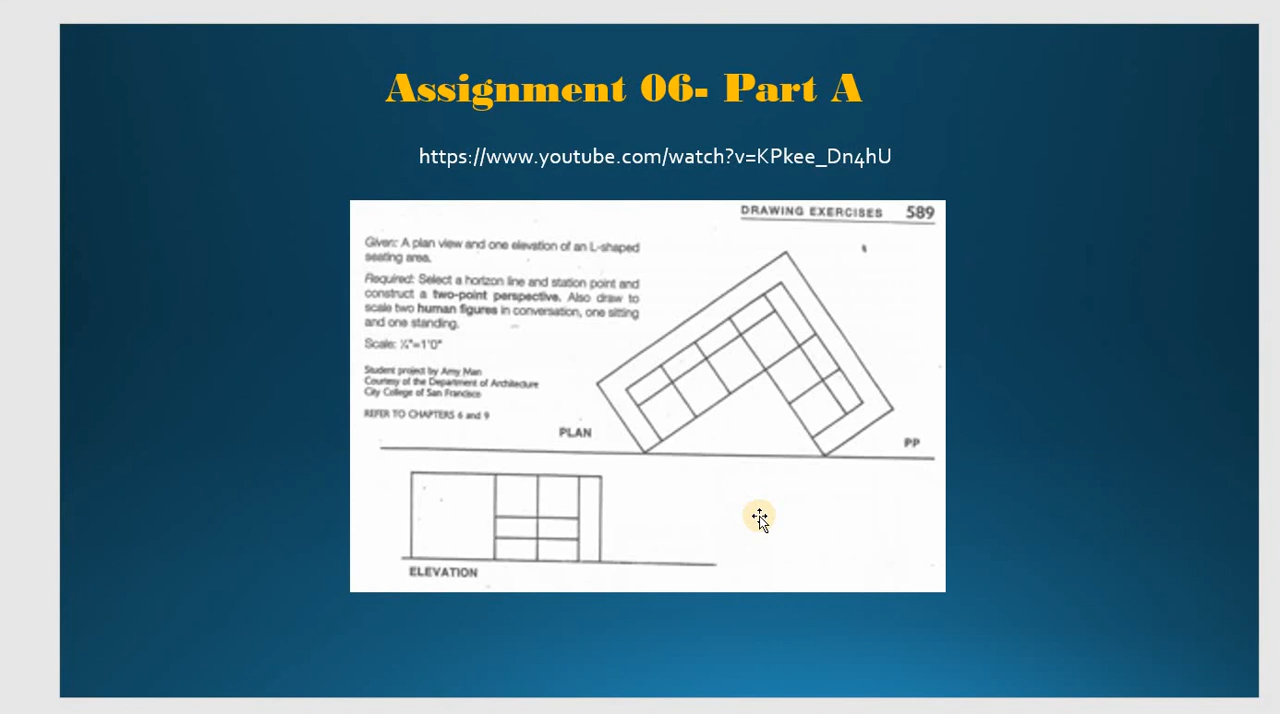 Assignment 06- Part A
https://www.youtube.com/watch?v=KPkee_Dn4hU
DRAWING EXERCISES 589
Given: A plan view and one elevation of an L-shaped
seating area.
Required: Select a horizon line and station point and
construct a two-point perspective. Also draw to
scale two human figures in conversation, one sitting
and one standing.
Scale: ¼"=1'0"
Student project by Amy Man
Courtesy of the Department of Architecture
City College of San Francisco
REFER TO CHAPTERS 6 and 9
PLAN
PP
ELEVATION